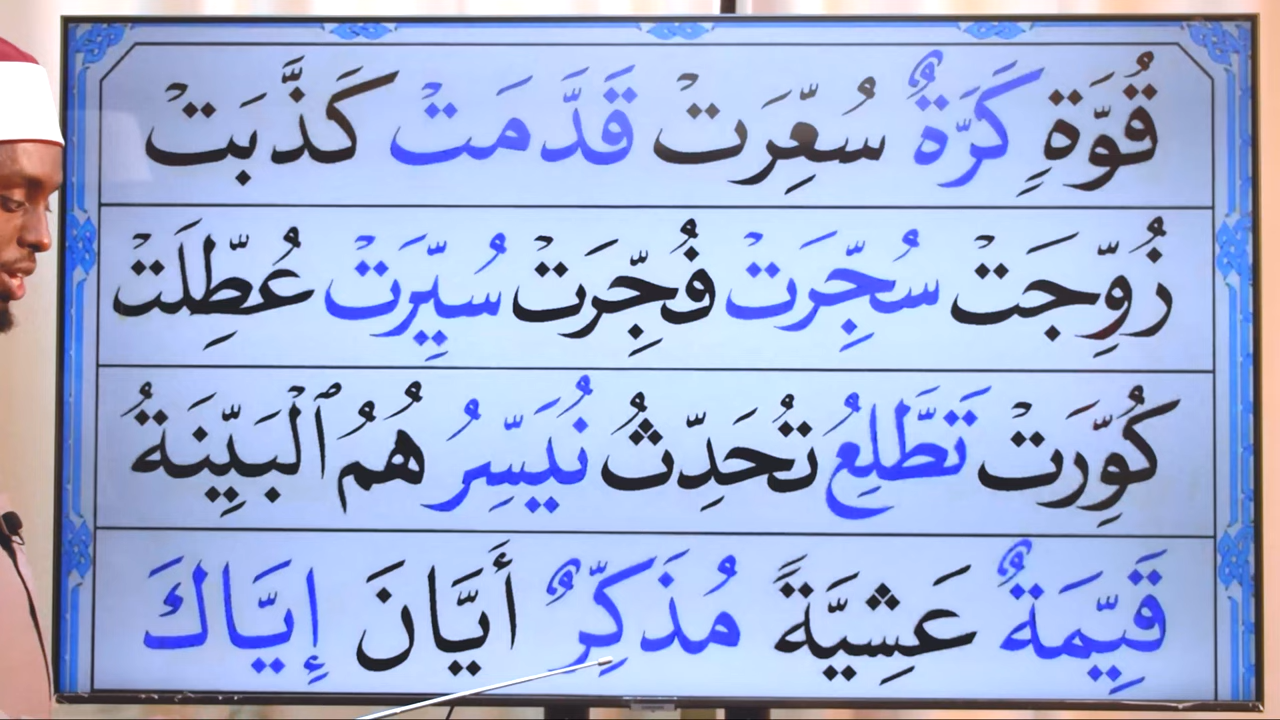 قُوَّةٍ كَرَّةٌ سُعِّرَتْ قَدَّمَتْ كَذَّبَتْ
زُوِّجَتْ سُجِّرَتْ فُجِّرَتْ سُيِّرَتْ عُطِّلَتْ
كُوِّرَتْ تَطَّلِعُ تُحَدِّثُ نُيَسِّرُ هُمُ ٱلْبَيِّنَةُ
قَيِّمَةٌ عَشِيَّةً مُذَكِّرٌ أَيَّانَ إِيَّاكَ